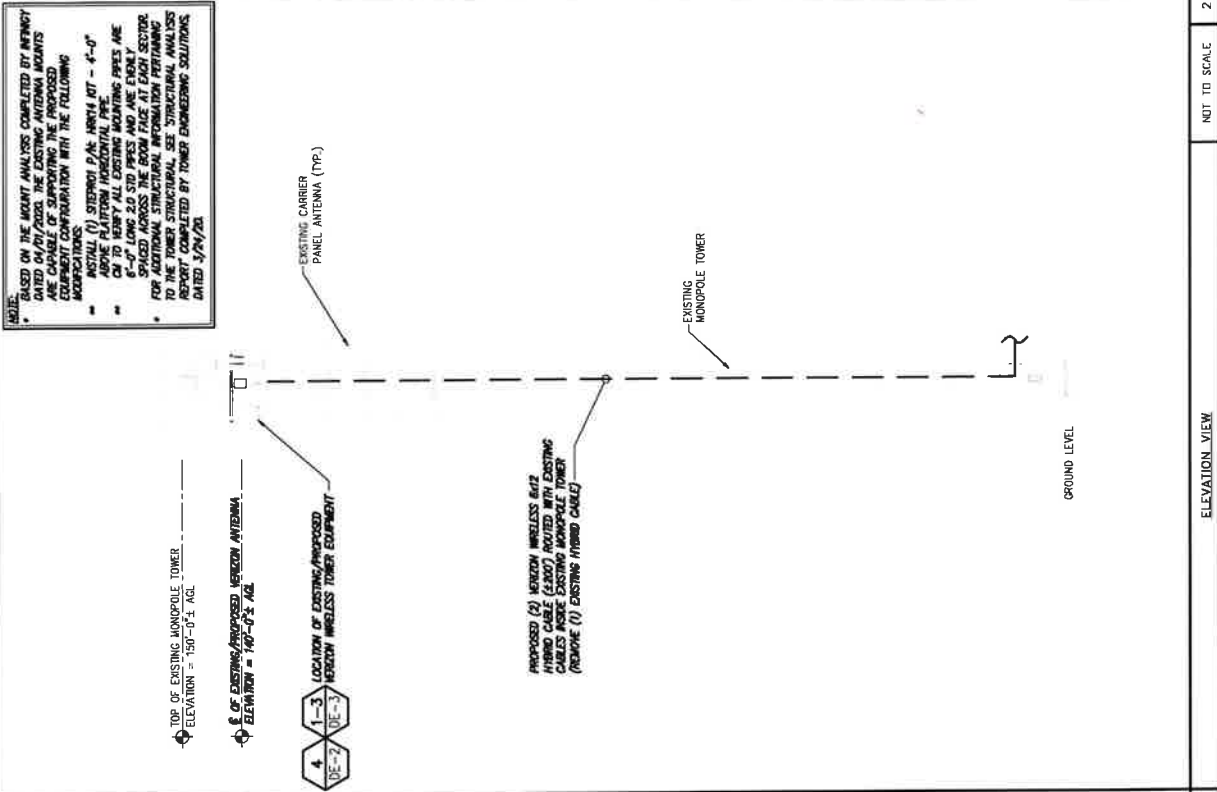 NOTE:
• BASED ON THE MOUNT ANALYSIS COMPLETED BY INFINIGY
DATED 04/01/2020, THE EXISTING ANTENNA MOUNTS
ARE CAPABLE OF SUPPORTING THE PROPOSED
EQUIPMENT CONFIGURATION WITH THE FOLLOWING
MODIFICATIONS:
•• INSTALL (1) SITEPRO1 P/N: HRK14 KIT - 4'-0"
ABOVE PLATFORM HORIZONTAL PIPE.
•• CM TO VERIFY ALL EXISTING MOUNTING PIPES ARE
6'-0" LONG 2.0 STD PIPES AND ARE EVENLY
SPACED ACROSS THE BOOM FACE AT EACH SECTOR.
• FOR ADDITIONAL STRUCTURAL INFORMATION PERTAINING
TO THE TOWER STRUCTURAL, SEE "STRUCTURAL ANALYSIS
REPORT" COMPLETED BY TOWER ENGINEERING SOLUTIONS,
DATED 3/24/20.
TOP OF EXISTING MONOPOLE TOWER
ELEVATION = 150'-0"± AGL
℄ OF EXISTING/PROPOSED VERIZON ANTENNA
ELEVATION = 140'-0"± AGL
4
DE-2
1-3
DE-3
LOCATION OF EXISTING/PROPOSED
VERIZON WIRELESS TOWER EQUIPMENT
EXISTING CARRIER
PANEL ANTENNA (TYP.)
PROPOSED (2) VERIZON WIRELESS 6x12
HYBRID CABLE (±200') ROUTED WITH EXISTING
CABLES INSIDE EXISTING MONOPOLE TOWER
(REMOVE (1) EXISTING HYBRID CABLE)
EXISTING
MONOPOLE TOWER
GROUND LEVEL
ELEVATION VIEW
NOT TO SCALE
2